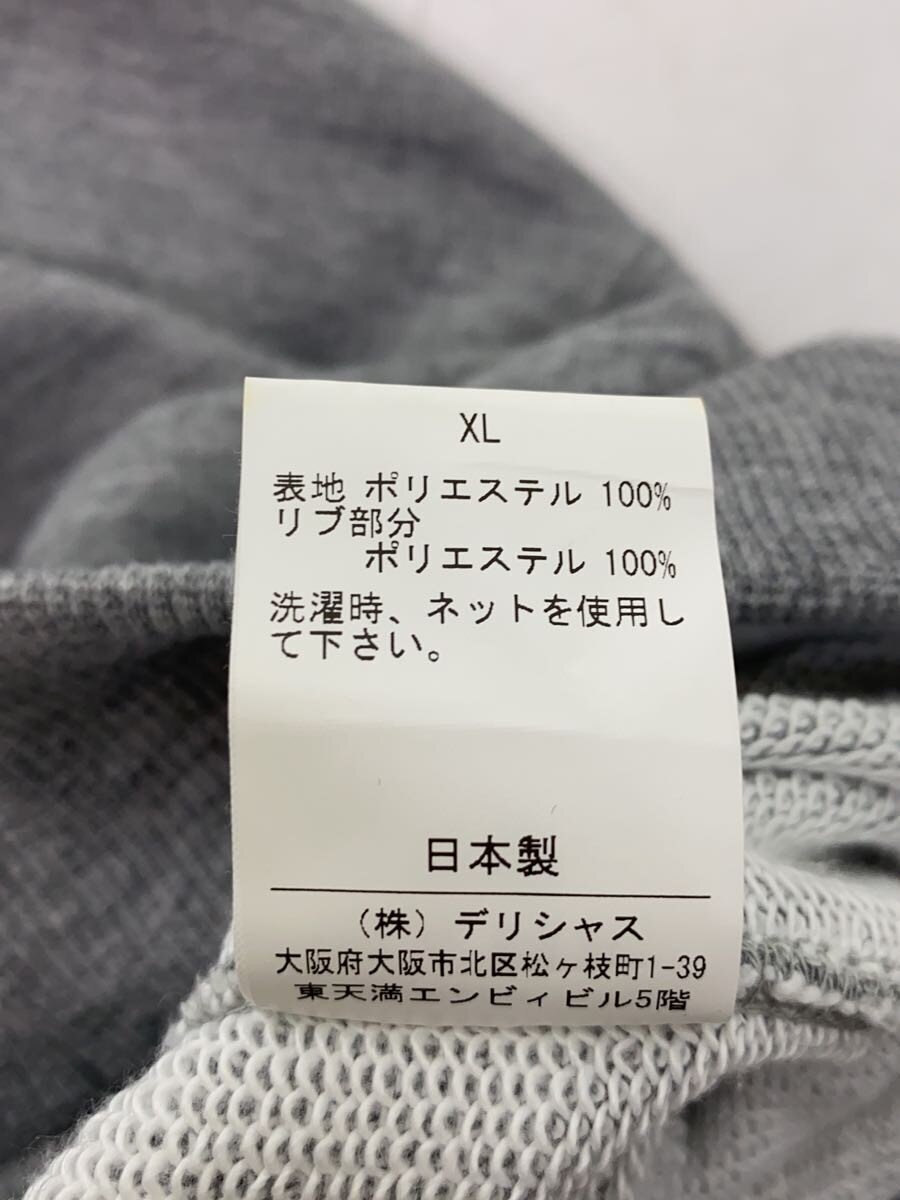 XL
表地 ポリエステル 100%
リブ部分
ポリエステル 100%
洗濯時、ネットを使用し
て下さい。
日本製
（株）デリシャス
大阪府大阪市北区松ヶ枝町1-39
東天満エンビィビル5階